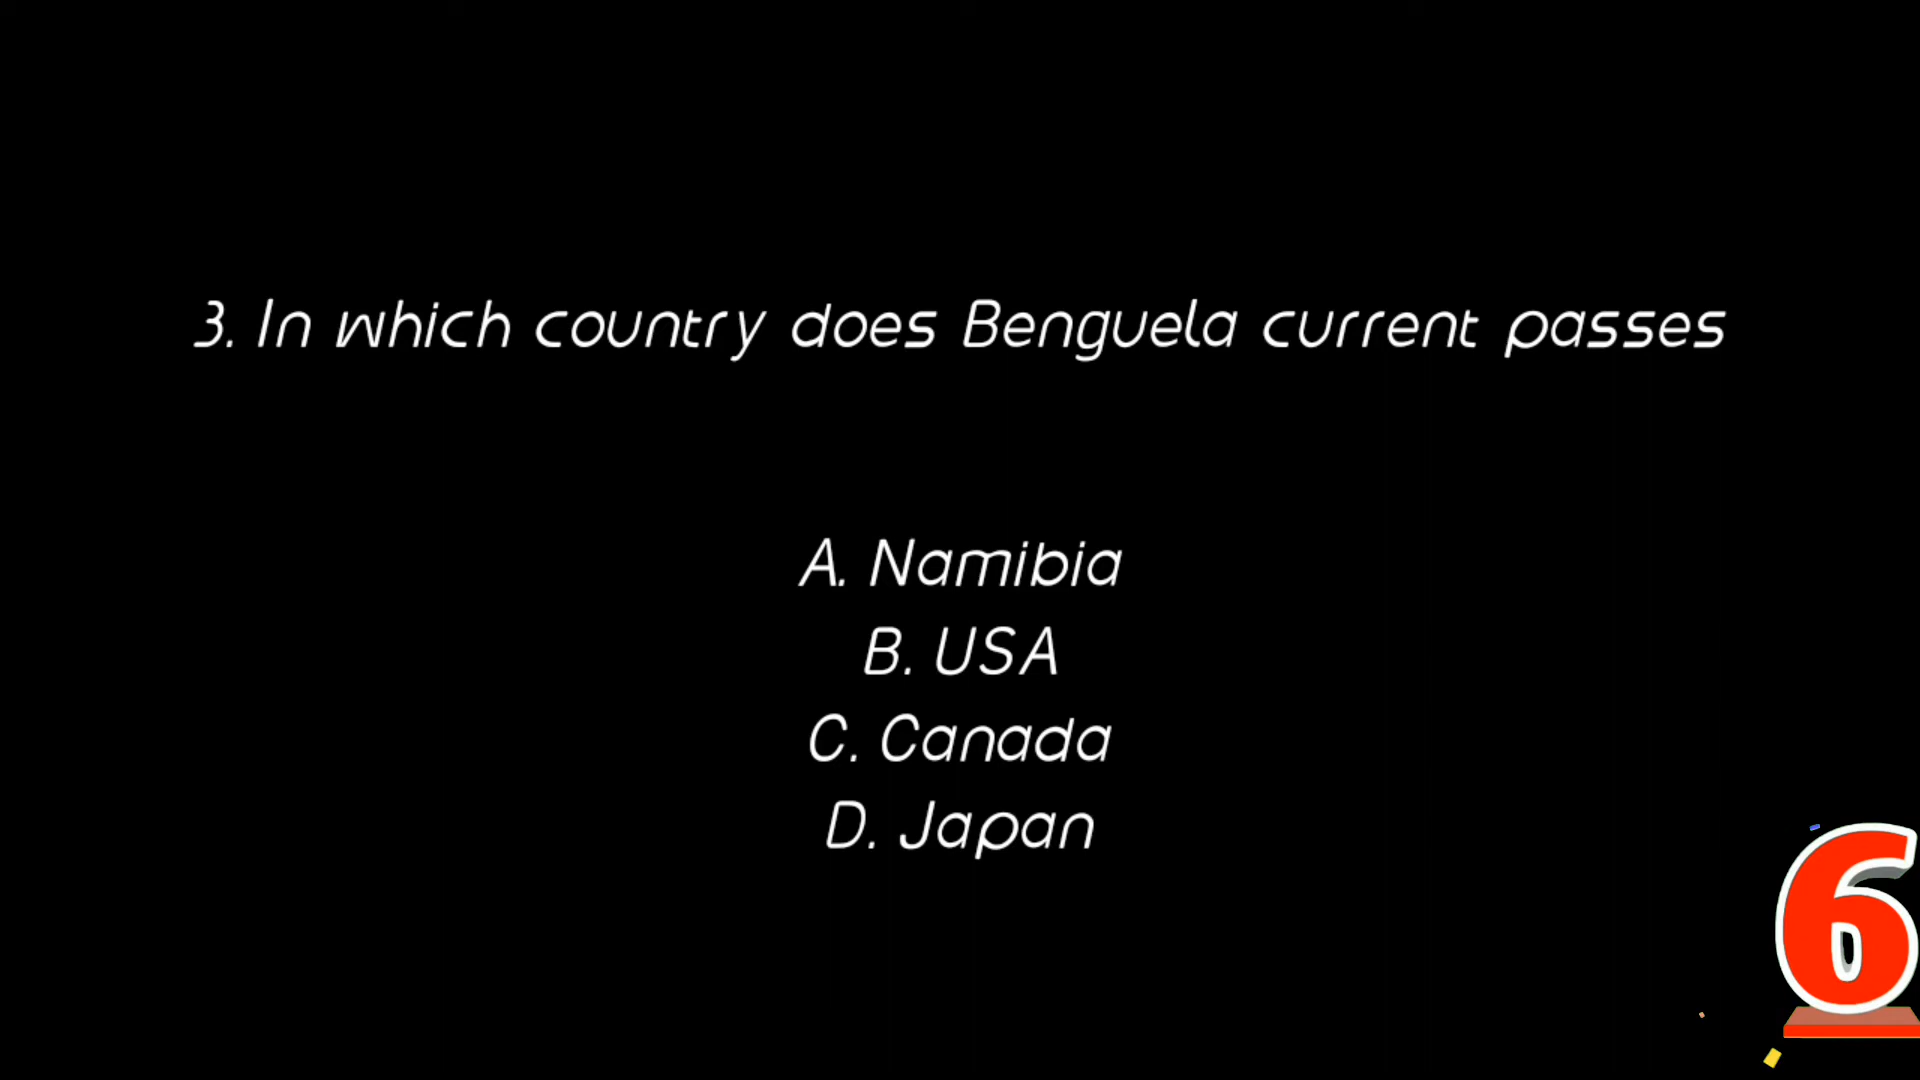 3. In which country does Benguela current passes
A. Namibia
B. USA
C. Canada
D. Japan
6